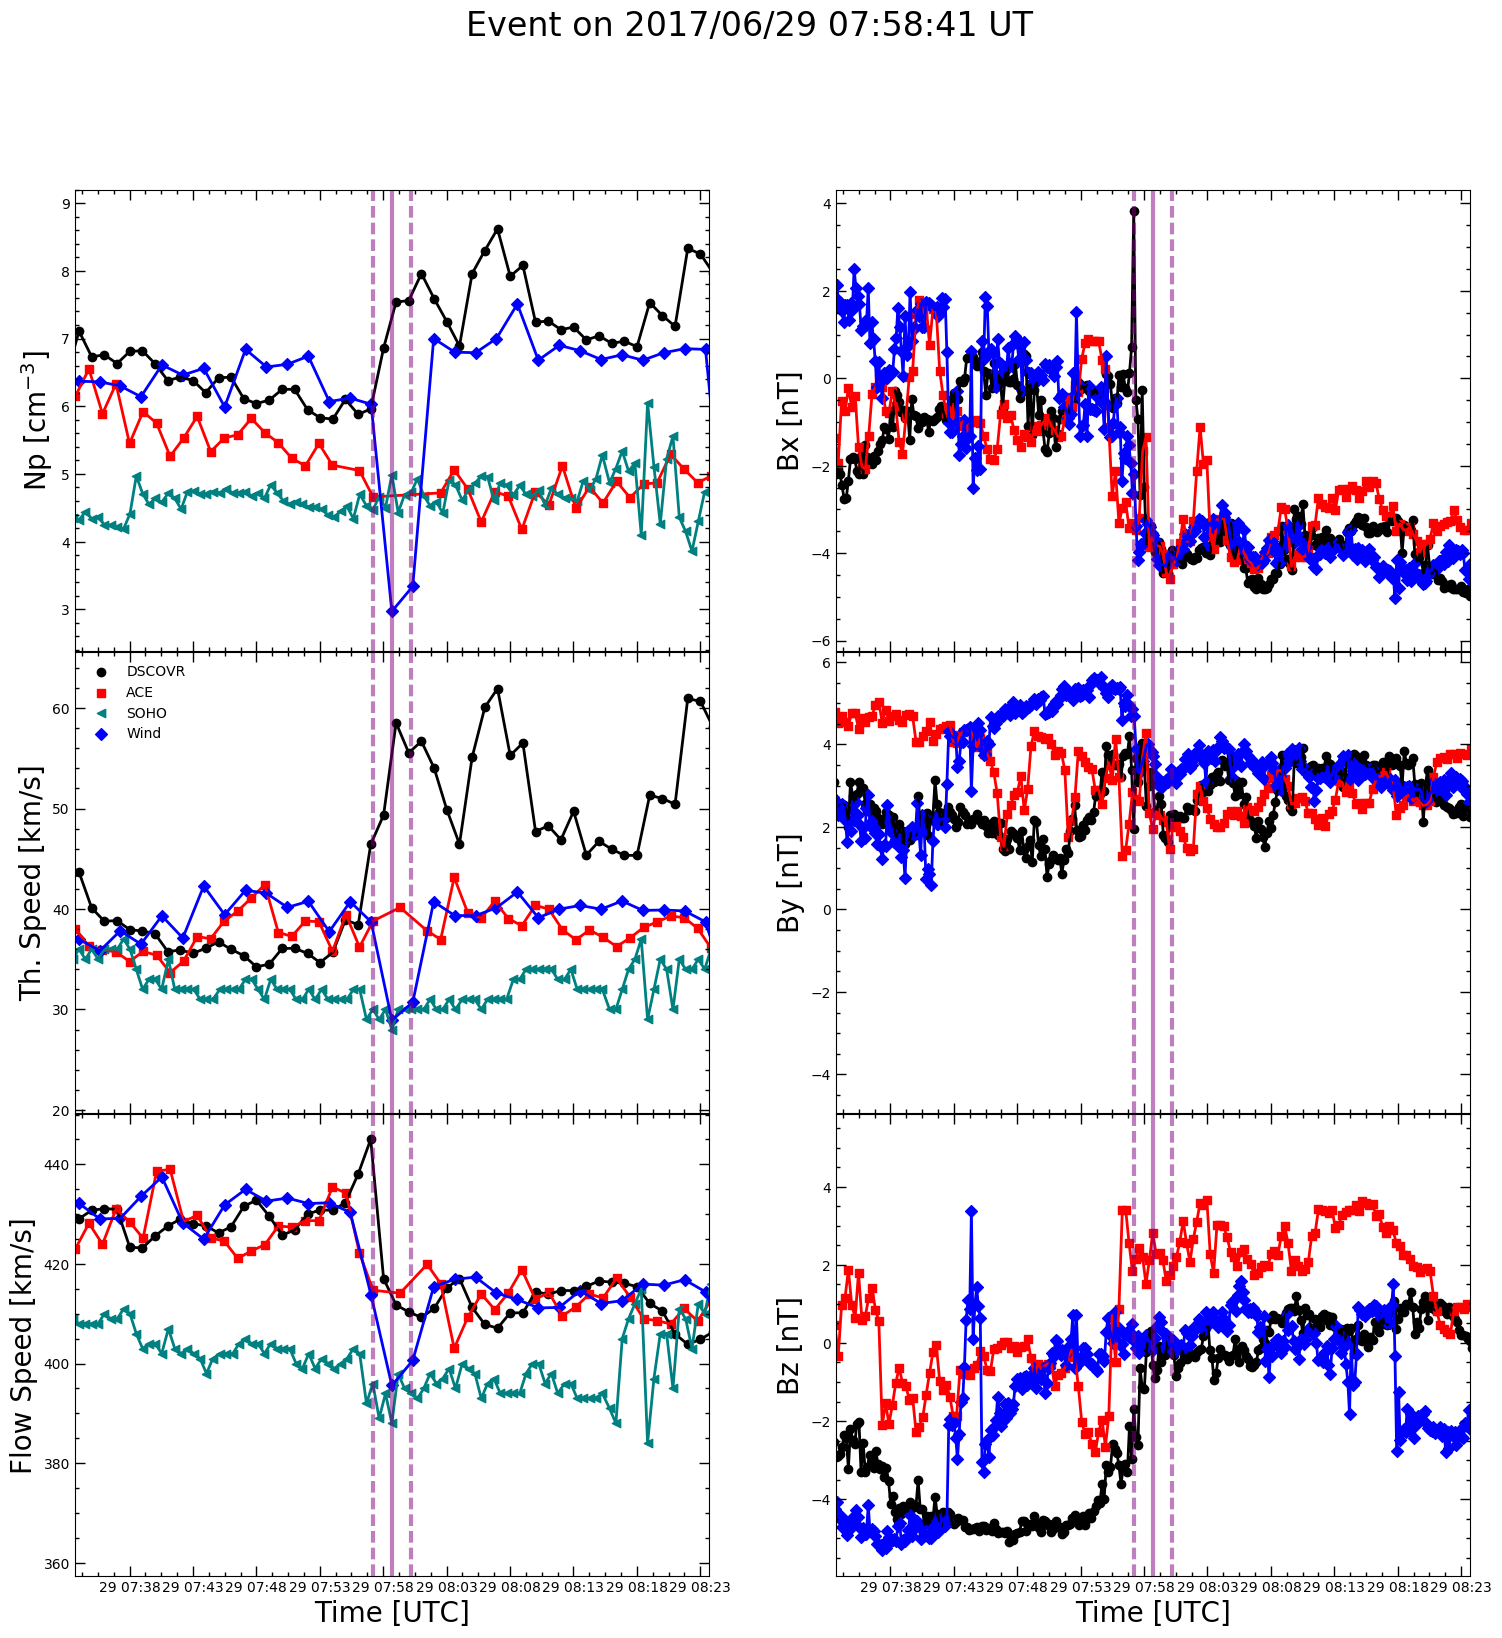 Event on 2017/06/29 07:58:41 UT
9
8
7
6
5
4
3
Np [cm⁻³]
4
2
0
−2
−4
−6
Bx [nT]
DSCOVR
ACE
SOHO
Wind
60
50
40
30
20
Th. Speed [km/s]
6
4
2
0
−2
−4
By [nT]
440
420
400
380
360
Flow Speed [km/s]
4
2
0
−2
−4
Bz [nT]
29 07:38 29 07:43 29 07:48 29 07:53 29 07:58 29 08:03 29 08:08 29 08:13 29 08:18 29 08:23
Time [UTC]
29 07:38 29 07:43 29 07:48 29 07:53 29 07:58 29 08:03 29 08:08 29 08:13 29 08:18 29 08:23
Time [UTC]